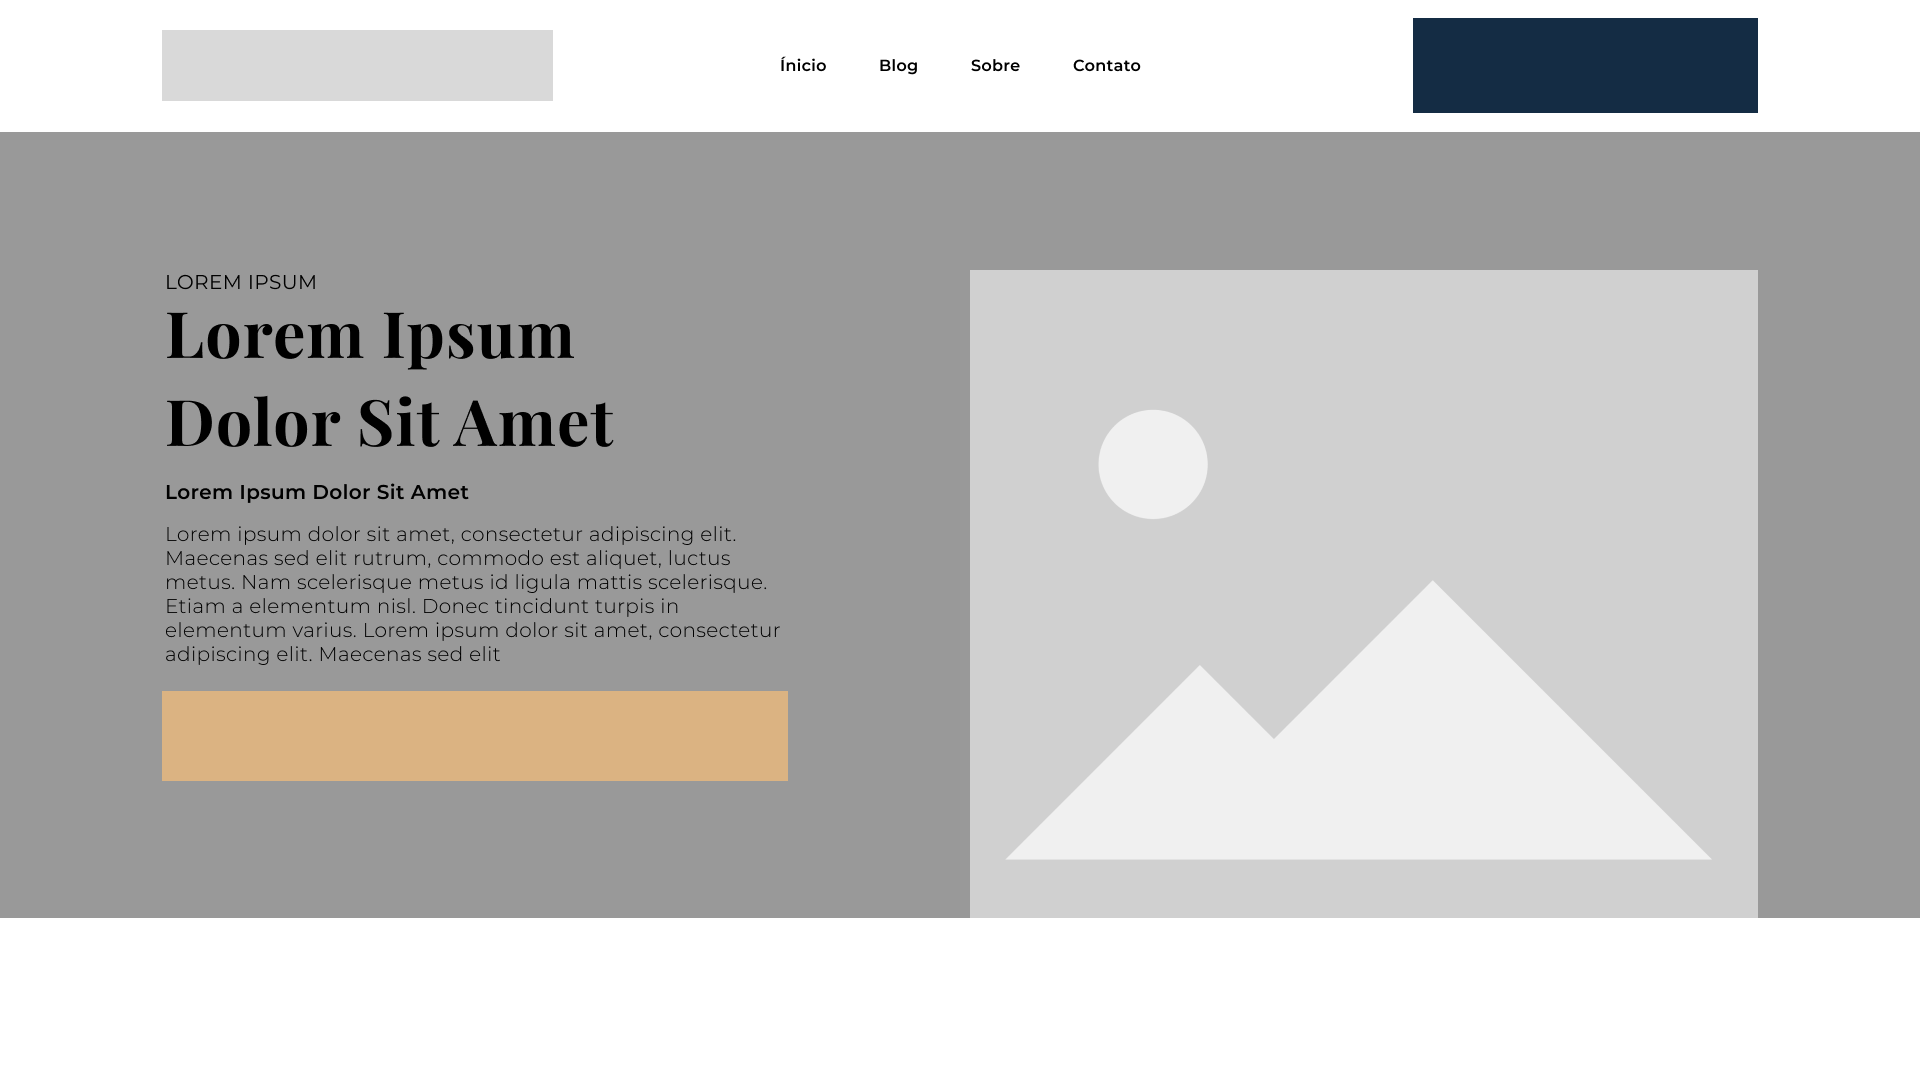 Ínicio
Blog
Sobre
Contato
LOREM IPSUM
Lorem Ipsum
Dolor Sit Amet
Lorem Ipsum Dolor Sit Amet
Lorem ipsum dolor sit amet, consectetur adipiscing elit.
Maecenas sed elit rutrum, commodo est aliquet, luctus
metus. Nam scelerisque metus id ligula mattis scelerisque.
Etiam a elementum nisl. Donec tincidunt turpis in
elementum varius. Lorem ipsum dolor sit amet, consectetur
adipiscing elit. Maecenas sed elit